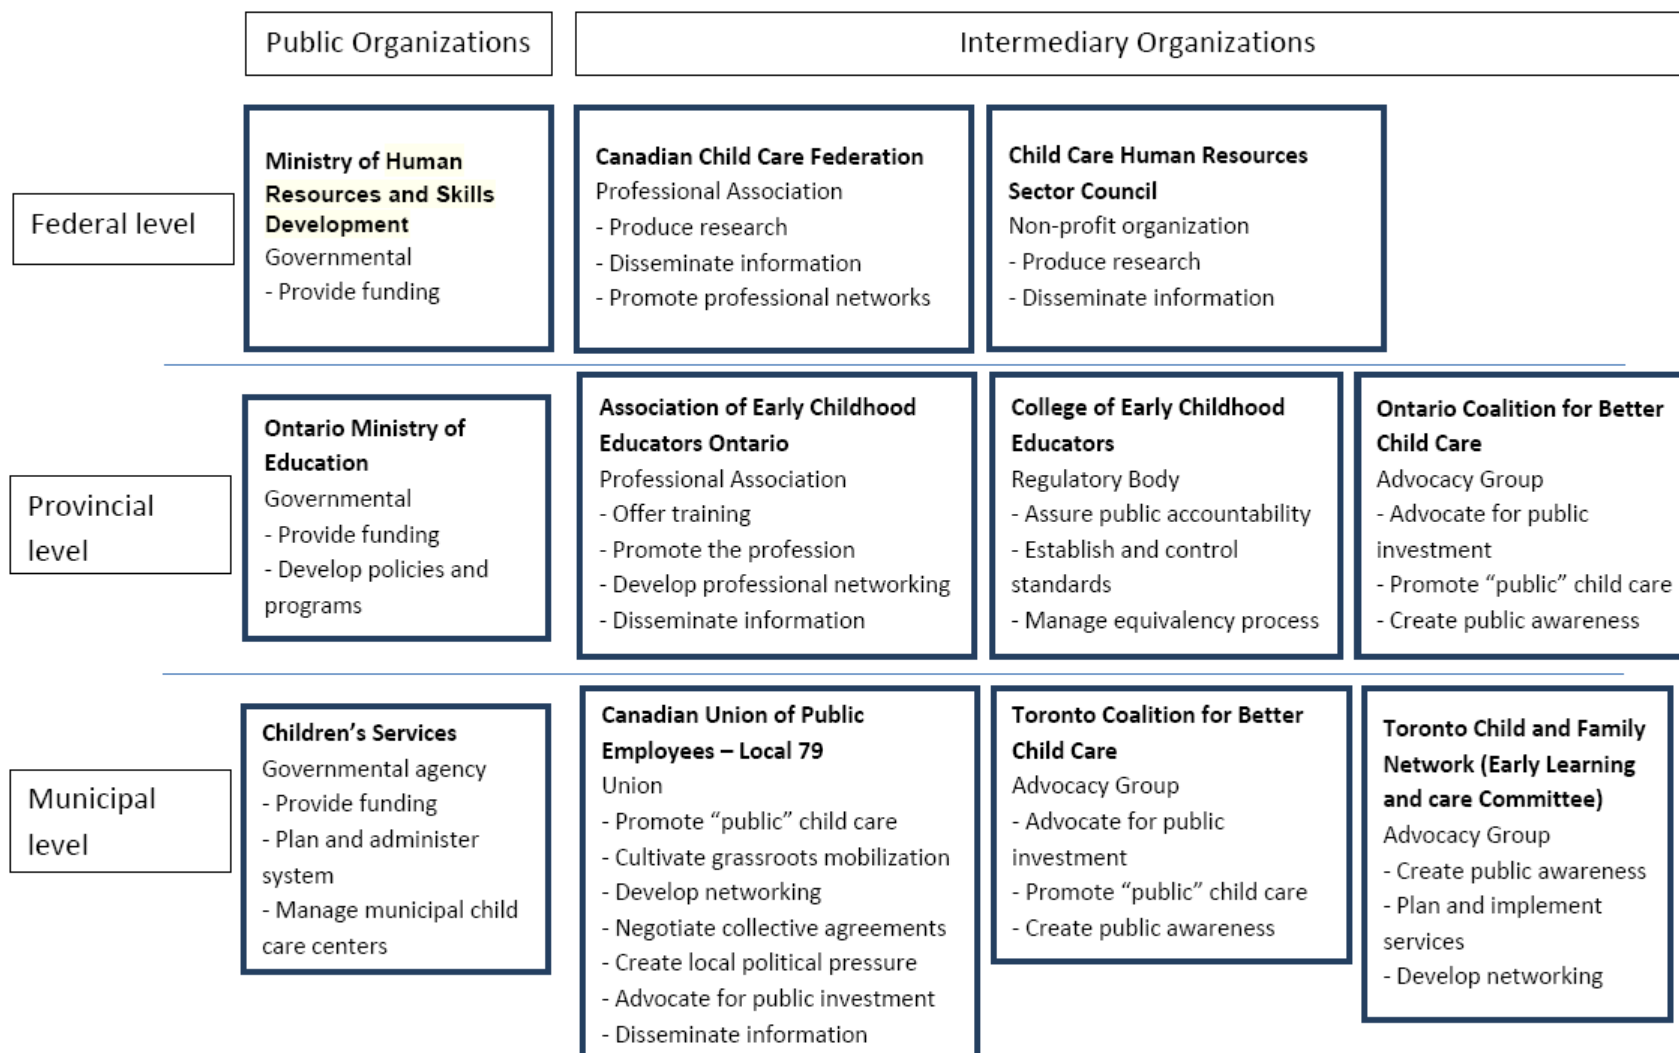 Public Organizations
Intermediary Organizations
Federal level
Ministry of Human
Resources and Skills
Development
Governmental
- Provide funding
Canadian Child Care Federation
Professional Association
- Produce research
- Disseminate information
- Promote professional networks
Child Care Human Resources
Sector Council
Non-profit organization
- Produce research
- Disseminate information
Provincial
level
Ontario Ministry of
Education
Governmental
- Provide funding
- Develop policies and
programs
Association of Early Childhood
Educators Ontario
Professional Association
- Offer training
- Promote the profession
- Develop professional networking
- Disseminate information
College of Early Childhood
Educators
Regulatory Body
- Assure public accountability
- Establish and control
standards
- Manage equivalency process
Ontario Coalition for Better
Child Care
Advocacy Group
- Advocate for public
investment
- Promote “public” child care
- Create public awareness
Municipal
level
Children’s Services
Governmental agency
- Provide funding
- Plan and administer
system
- Manage municipal child
care centers
Canadian Union of Public
Employees – Local 79
Union
- Promote “public” child care
- Cultivate grassroots mobilization
- Develop networking
- Negotiate collective agreements
- Create local political pressure
- Advocate for public investment
- Disseminate information
Toronto Coalition for Better
Child Care
Advocacy Group
- Advocate for public
investment
- Promote “public” child care
- Create public awareness
Toronto Child and Family
Network (Early Learning
and care Committee)
Advocacy Group
- Create public awareness
- Plan and implement
services
- Develop networking